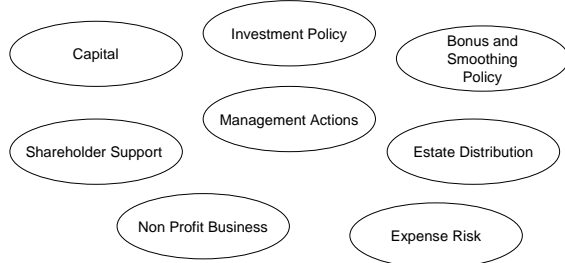 Investment Policy
Capital
Bonus and
Smoothing
Policy
Management Actions
Shareholder Support
Estate Distribution
Non Profit Business
Expense Risk